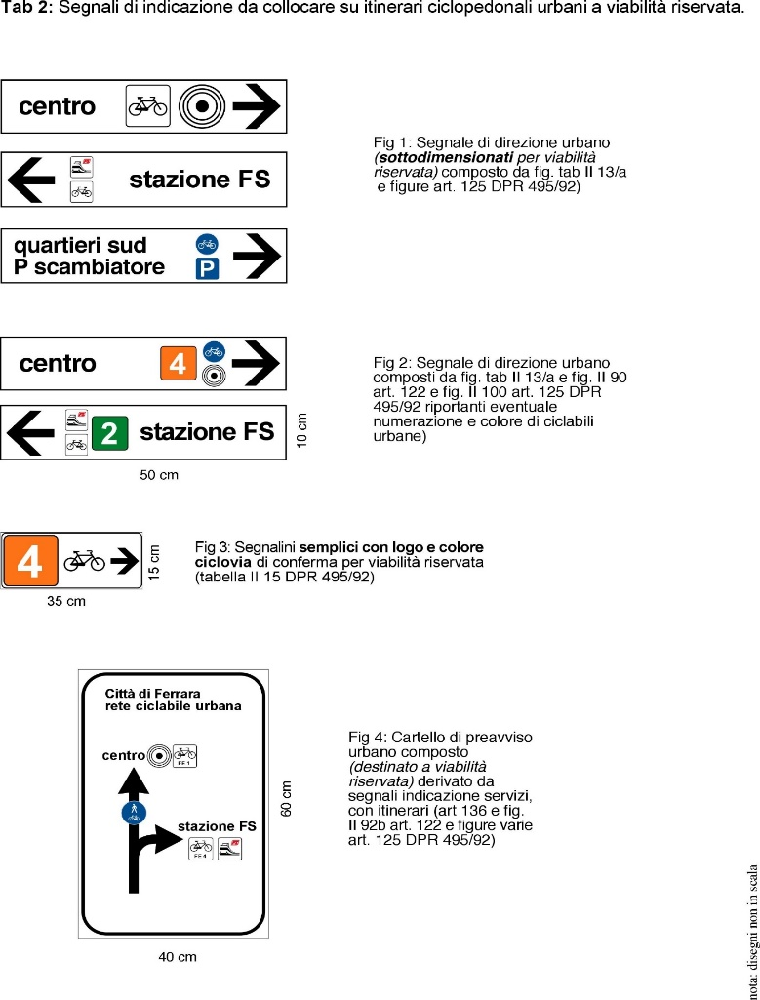 Tab 2: Segnali di indicazione da collocare su itinerari ciclopedonali urbani a viabilità riservata.
centro
stazione FS
quartieri sud
P scambiatore
P
Fig 1: Segnale di direzione urbano
(sottodimensionati per viabilità
riservata) composto da fig. tab II 13/a
e figure art. 125 DPR 495/92)
centro 4
2 stazione FS
10 cm
50 cm
Fig 2: Segnale di direzione urbano
composti da fig. tab II 13/a e fig. II 90
art. 122 e fig. II 100 art. 125 DPR
495/92 riportanti eventuale
numerazione e colore di ciclabili
urbane)
4
15 cm
35 cm
Fig 3: Segnalini semplici con logo e colore
ciclovia di conferma per viabilità riservata
(tabella II 15 DPR 495/92)
Città di Ferrara
rete ciclabile urbana
centro
FE 1
stazione FS
FE 4
60 cm
40 cm
Fig 4: Cartello di preavviso
urbano composto
(destinato a viabilità
riservata) derivato da
segnali indicazione servizi,
con itinerari (art 136 e fig.
II 92b art. 122 e figure varie
art. 125 DPR 495/92)
nota: disegni non in scala